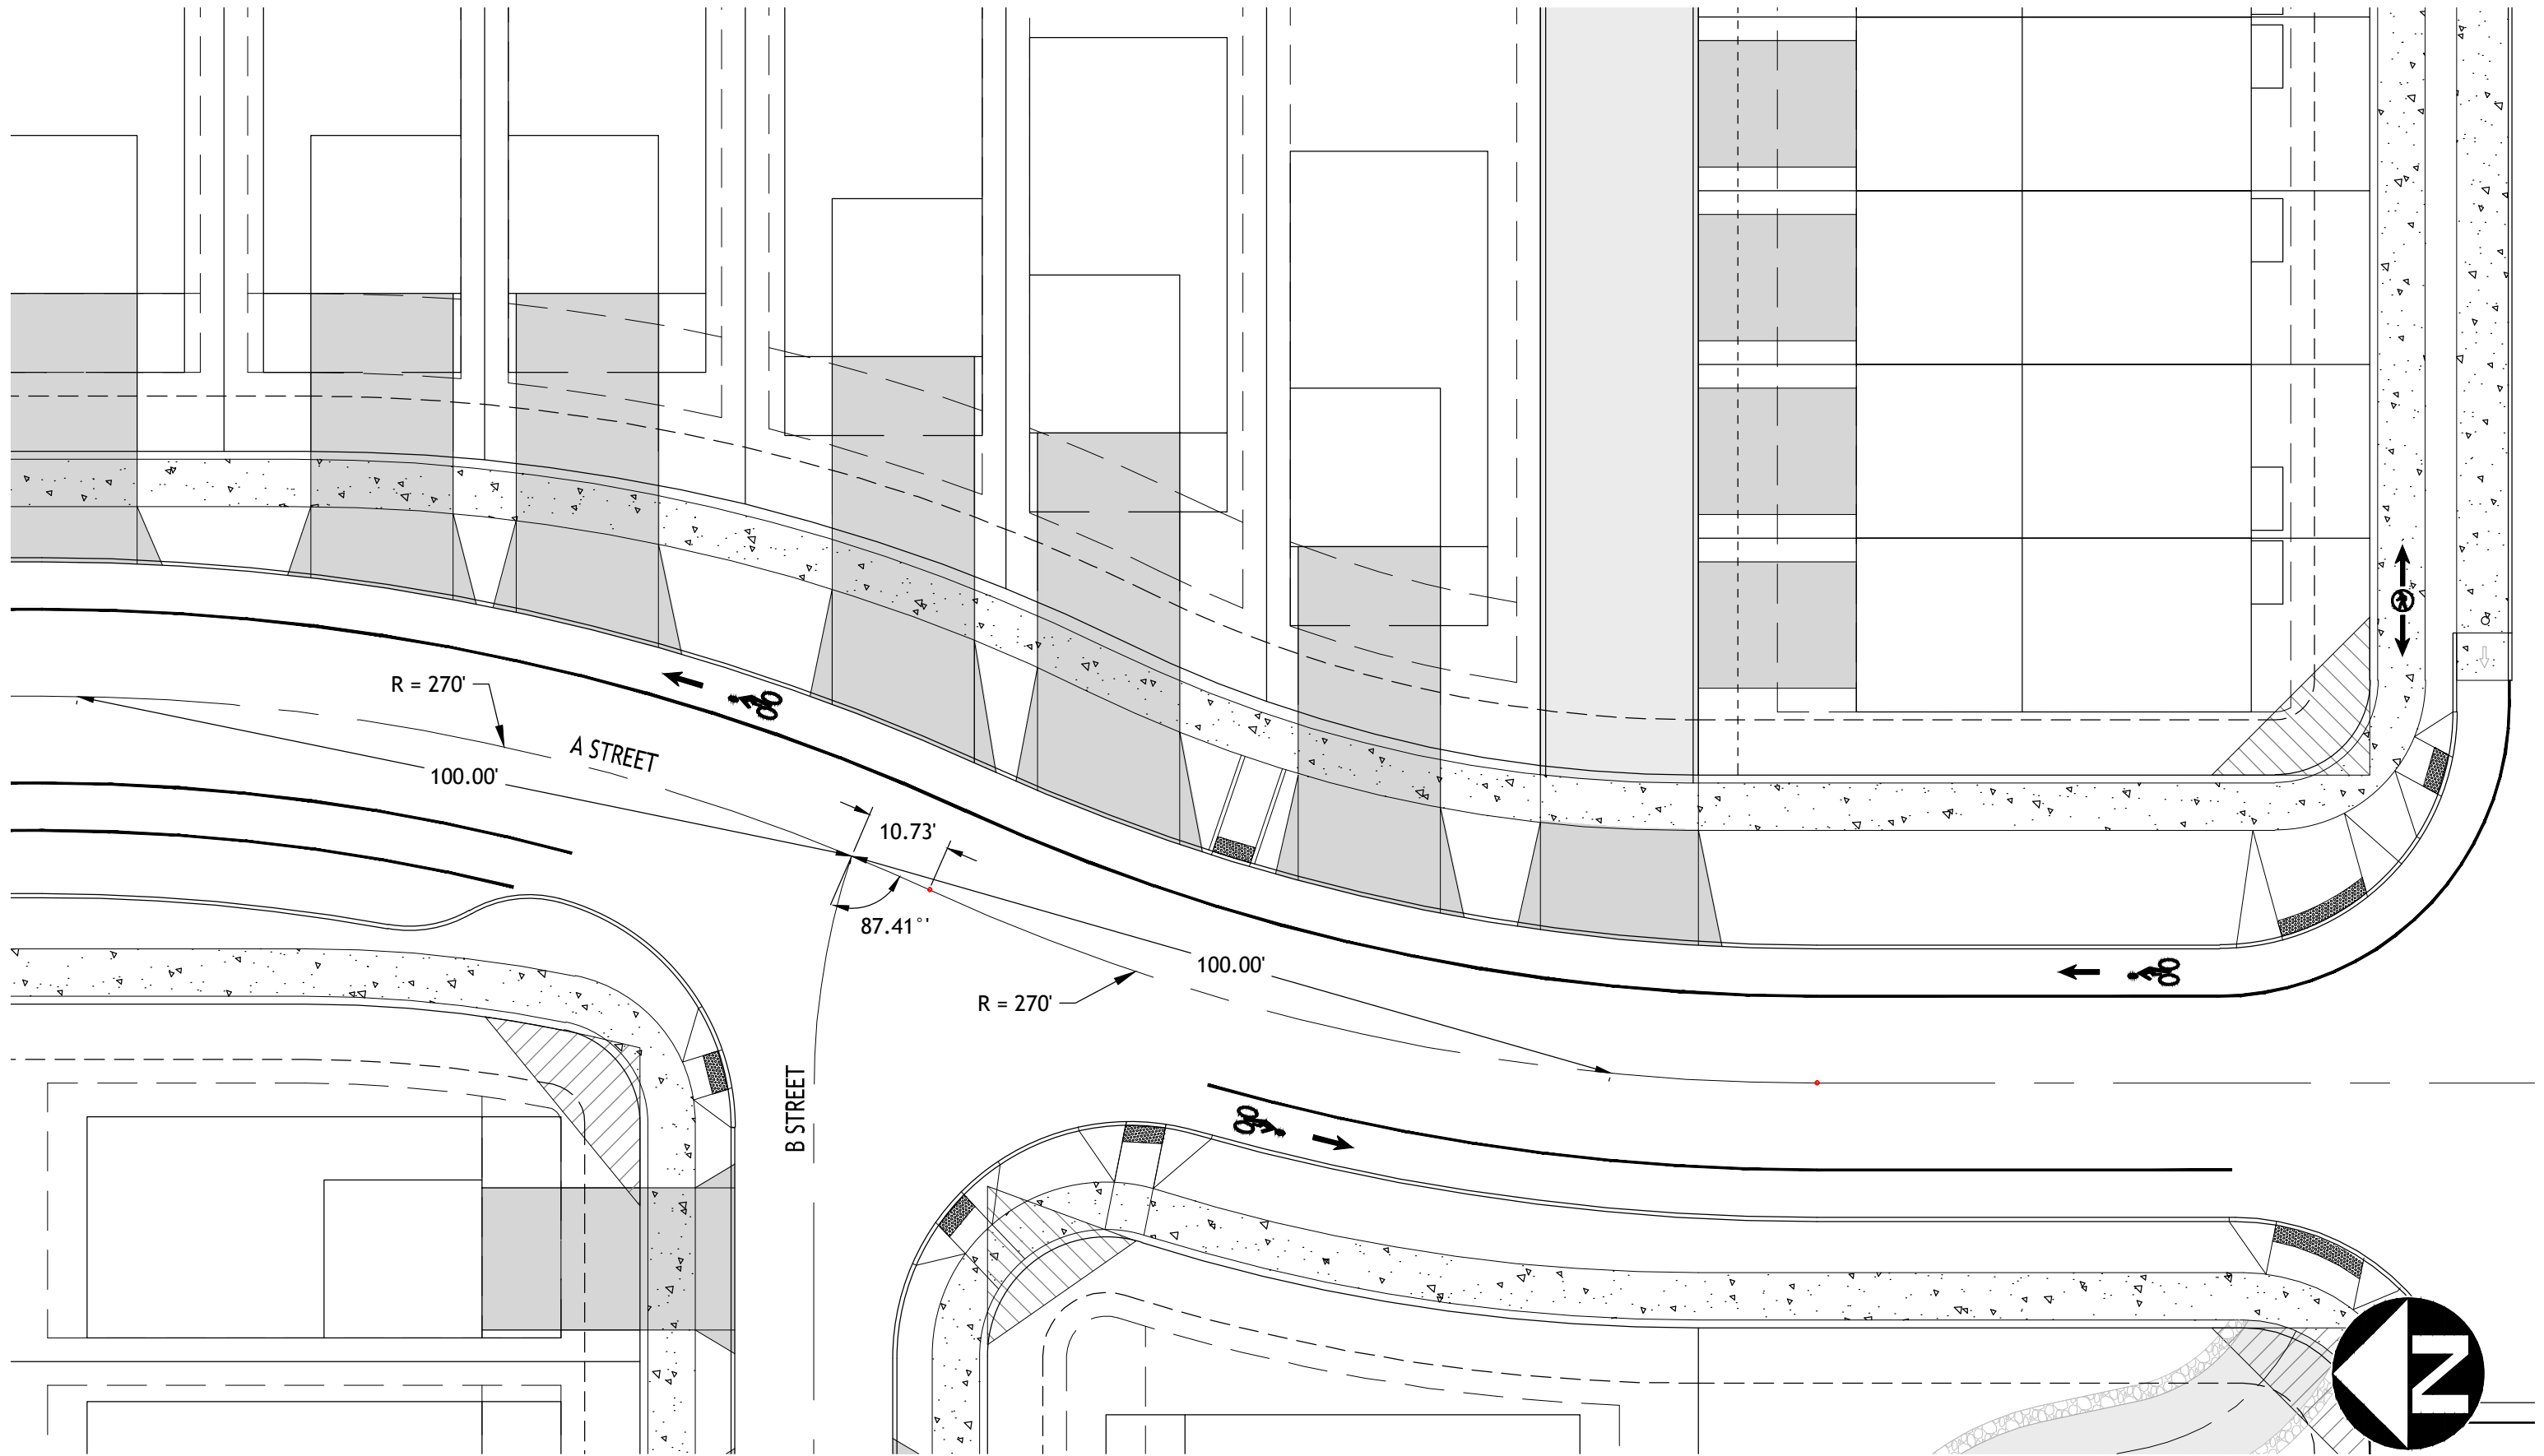 R = 270'
A STREET
100.00'
10.73'
87.41°'
100.00'
R = 270'
B STREET
N